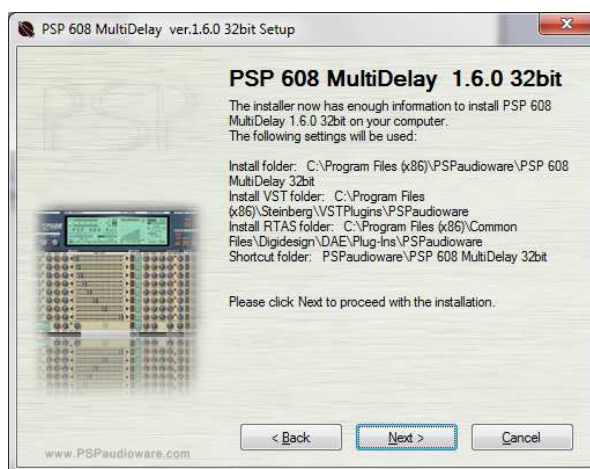 PSP 608 MultiDelay ver.1.6.0 32bit Setup
PSP
PSP 608 MultiDelay 1.6.0 32bit
The installer now has enough information to install PSP 608
MultiDelay 1.6.0 32bit on your computer.
The following settings will be used:
Install folder: C:\Program Files (x86)\PSPaudioware\PSP 608
MultiDelay 32bit
Install VST folder: C:\Program Files
(x86)\Steinberg\VSTPlugins\PSPaudioware
Install RTAS folder: C:\Program Files (x86)\Common
Files\Digidesign\DAE\Plug-Ins\PSPaudioware
Shortcut folder: PSPaudioware\PSP 608 MultiDelay 32bit
Please click Next to proceed with the installation.
< Back
Next >
Cancel
www.PSPaudioware.com